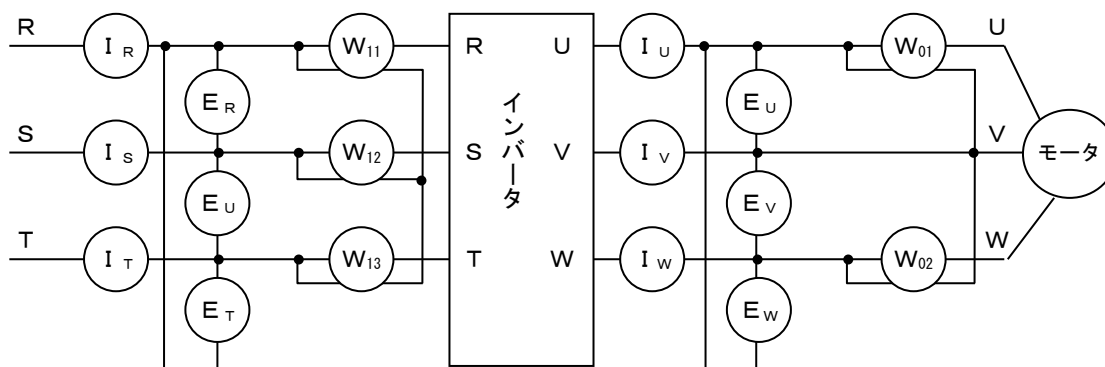 R I R W11 R U I U W01 U
E R E U
S I S W12 S V I V V モータ
E U E V
T I T W13 T W I W W02 W
E T E W
インバータ